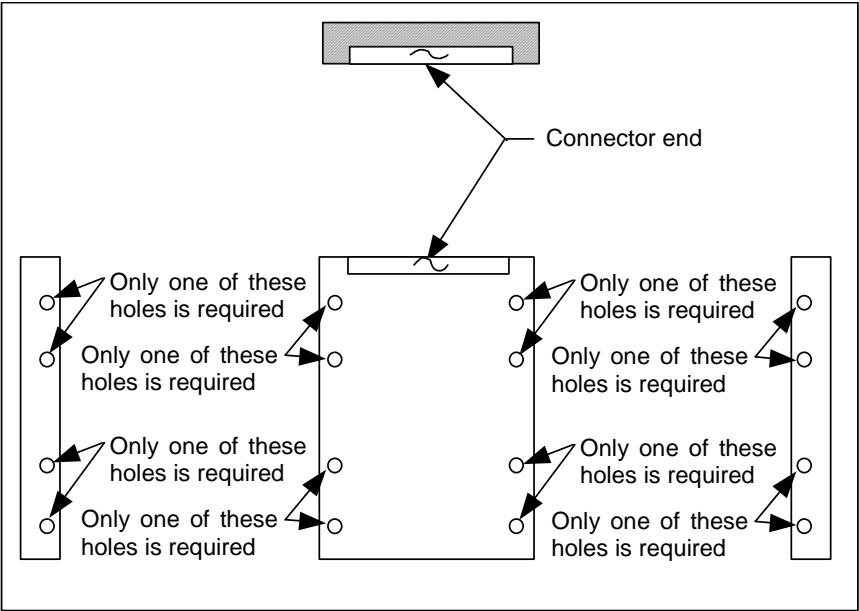 Connector end
Only one of these
holes is required
Only one of these
holes is required
Only one of these
holes is required
Only one of these
holes is required
Only one of these
holes is required
Only one of these
holes is required
Only one of these
holes is required
Only one of these
holes is required